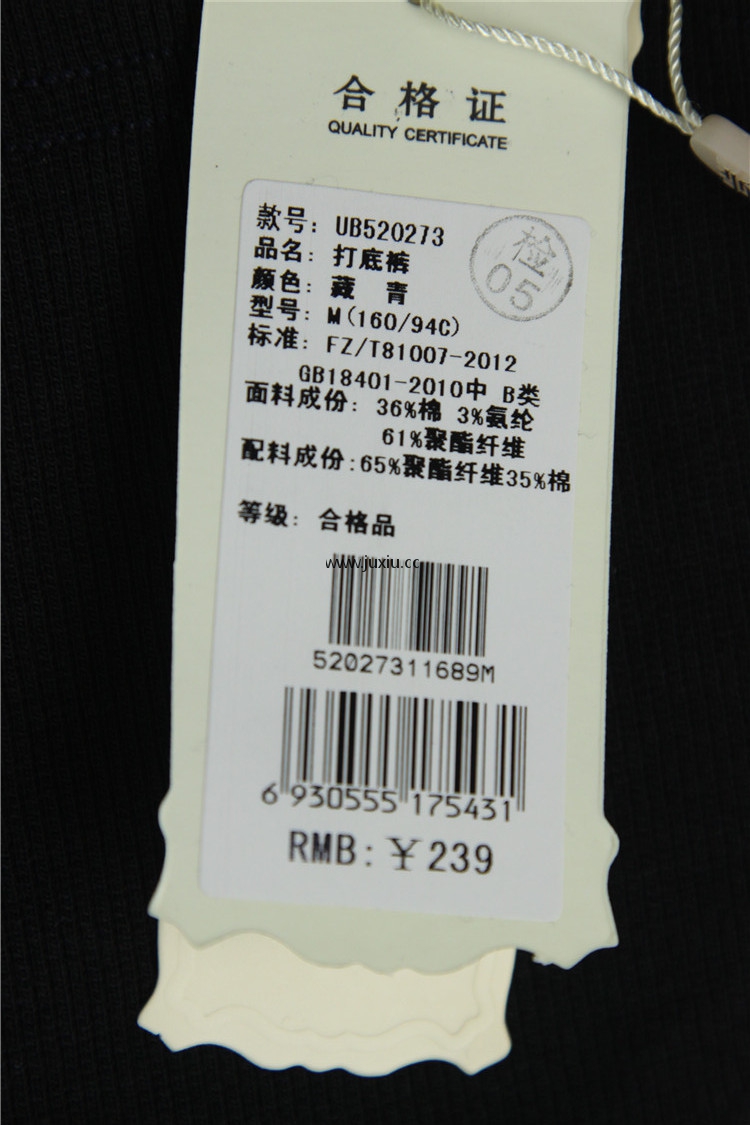 合格证
QUALITY CERTIFICATE
款号: UB520273
品名: 打底裤
颜色: 藏 青
型号: M(160/94C)
标准: FZ/T81007-2012
GB18401-2010中 B类
面料成份: 36%棉 3%氨纶
61%聚酯纤维
配料成份:65%聚酯纤维35%棉
等级: 合格品
检
05
www.juxiu.cc
52027311689M
6 930555 175431
RMB:￥239